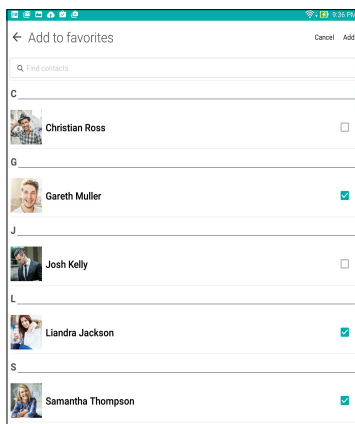 9:36 PM
Add to favorites
Cancel Add
Find contacts
C
Christian Ross
G
Gareth Muller
J
Josh Kelly
L
Liandra Jackson
S
Samantha Thompson